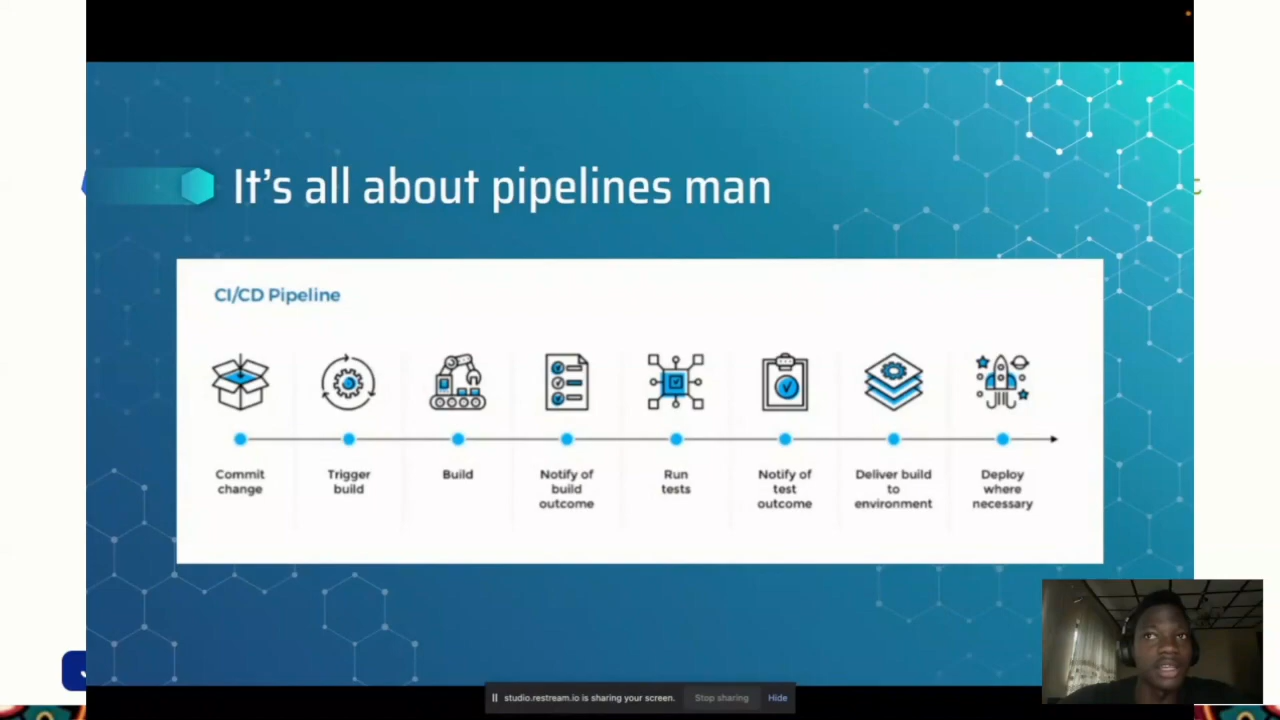 It's all about pipelines man
CI/CD Pipeline
Commit
change
Trigger
build
Build
Notify of
build
outcome
Run
tests
Notify of
test
outcome
Deliver build
to
environment
Deploy
where
necessary
studio.restream.io is sharing your screen.
Stop sharing
Hide